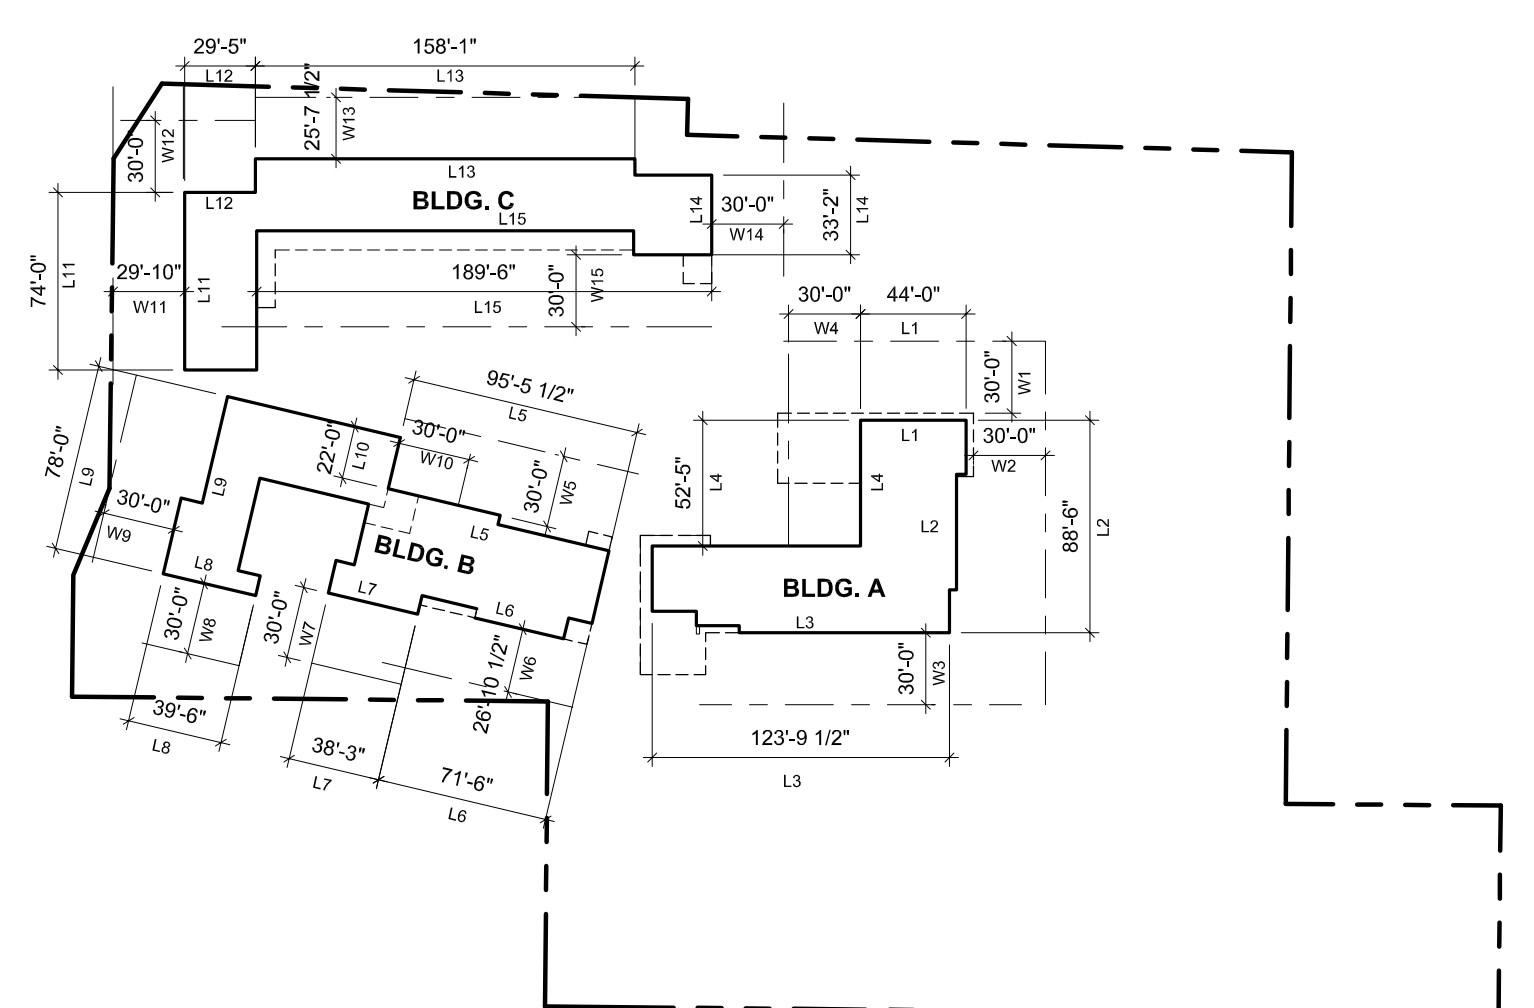 29'-5"
158'-1"
L12
L13
25'-7 1/2"
W13
30'-0
W12
L13
L12
BLDG. C
L15
L14
30'-0"
W14
33'-2"
L14
74'-0"
L11
29'-10"
W11
L11
189'-6"
L15
30'-0"
W15
30'-0"
44'-0"
W4
L1
30'-0"
W1
95'-5 1/2"
L5
78'-0"
L9
22'-0"
L10
30'-0"
W10
30'-0"
W5
L9
30'-0"
W9
L5
BLDG. B
L8
L7
L6
30'-0"
W8
30'-0"
W7
26'-10 1/2"
W6
39'-6"
L8
38'-3"
L7
71'-6"
L6
52'-5"
L4
L4
L1
30'-0"
W2
L2
88'-6"
L2
BLDG. A
L3
30'-0"
W3
123'-9 1/2"
L3